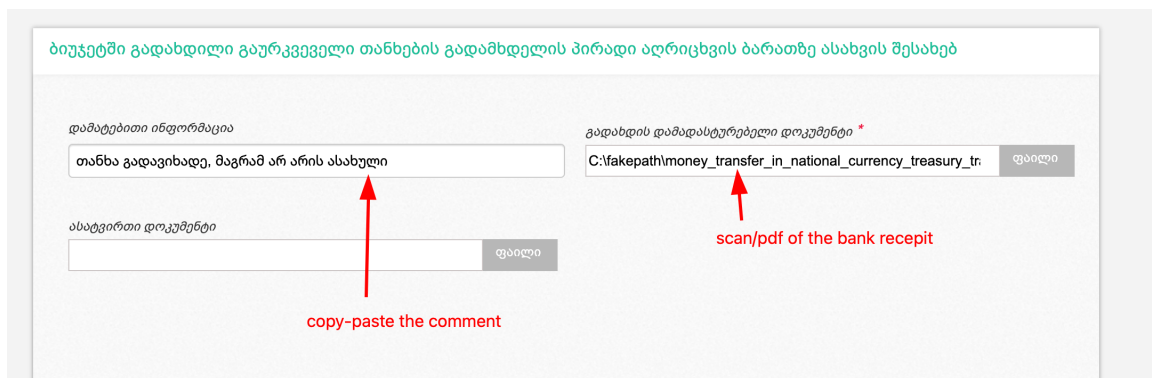 ბიუჯეტში გადახდილი გაურკვეველი თანხების გადამხდელის პირადი აღრიცხვის ბარათზე ასახვის შესახებ
დამატებითი ინფორმაცია
თანხა გადავიხადე, მაგრამ არ არის ასახული
გადახდის დამადასტურებელი დოკუმენტი *
C:\fakepath\money_transfer_in_national_currency_treasury_tra
ფაილი
scan/pdf of the bank recepit
ასატვირთი დოკუმენტი
ფაილი
copy-paste the comment